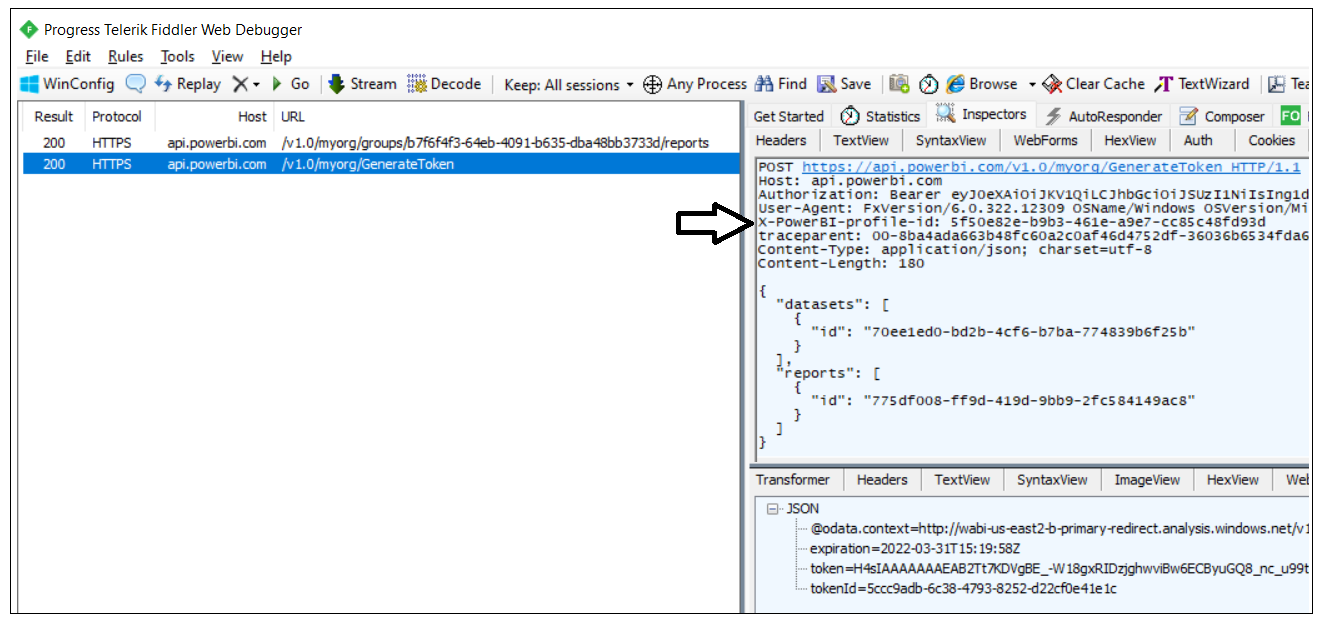 Progress Telerik Fiddler Web Debugger
File Edit Rules Tools View Help
WinConfig Replay Go Stream Decode Keep: All sessions Any Process Find Save Browse Clear Cache TextWizard Tea
Result Protocol Host URL
200 HTTPS api.powerbi.com /v1.0/myorg/groups/b7f6f4f3-64eb-4091-b635-dba48bb3733d/reports
200 HTTPS api.powerbi.com /v1.0/myorg/GenerateToken
Get Started Statistics Inspectors AutoResponder Composer FO
Headers TextView SyntaxView WebForms HexView Auth Cookies
POST https://api.powerbi.com/v1.0/myorg/GenerateToken HTTP/1.1
Host: api.powerbi.com
Authorization: Bearer eyJ0eXAiOiJKV1QiLCJhbGciOiJSUzI1NiIsIng1d
User-Agent: FxVersion/6.0.322.12309 OSName/Windows OSVersion/Mi
X-PowerBI-profile-id: 5f50e82e-b9b3-461e-a9e7-cc85c48fd93d
traceparent: 00-8ba4ada663b48fc60a2c0af46d4752df-36036b6534fda6
Content-Type: application/json; charset=utf-8
Content-Length: 180
{
"datasets": [
{
"id": "70ee1ed0-bd2b-4cf6-b7ba-774839b6f25b"
}
],
"reports": [
{
"id": "775df008-ff9d-419d-9bb9-2fc584149ac8"
}
]
}
Transformer Headers TextView SyntaxView ImageView HexView Web
JSON
@odata.context=http://wabi-us-east2-b-primary-redirect.analysis.windows.net/v1
expiration=2022-03-31T15:19:58Z
token=H4sIAAAAAAAEAB2Tt7KDVgBE_-W18gxRIDzjghwviBw6ECByuGQ8_nc_u99t
tokenId=5ccc9adb-6c38-4793-8252-d22cf0e41e1c